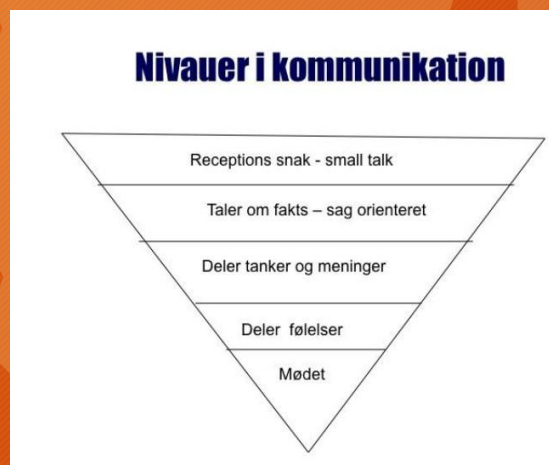 Nivauer i kommunikation
Receptions snak - small talk
Taler om fakts – sag orienteret
Deler tanker og meninger
Deler følelser
Mødet